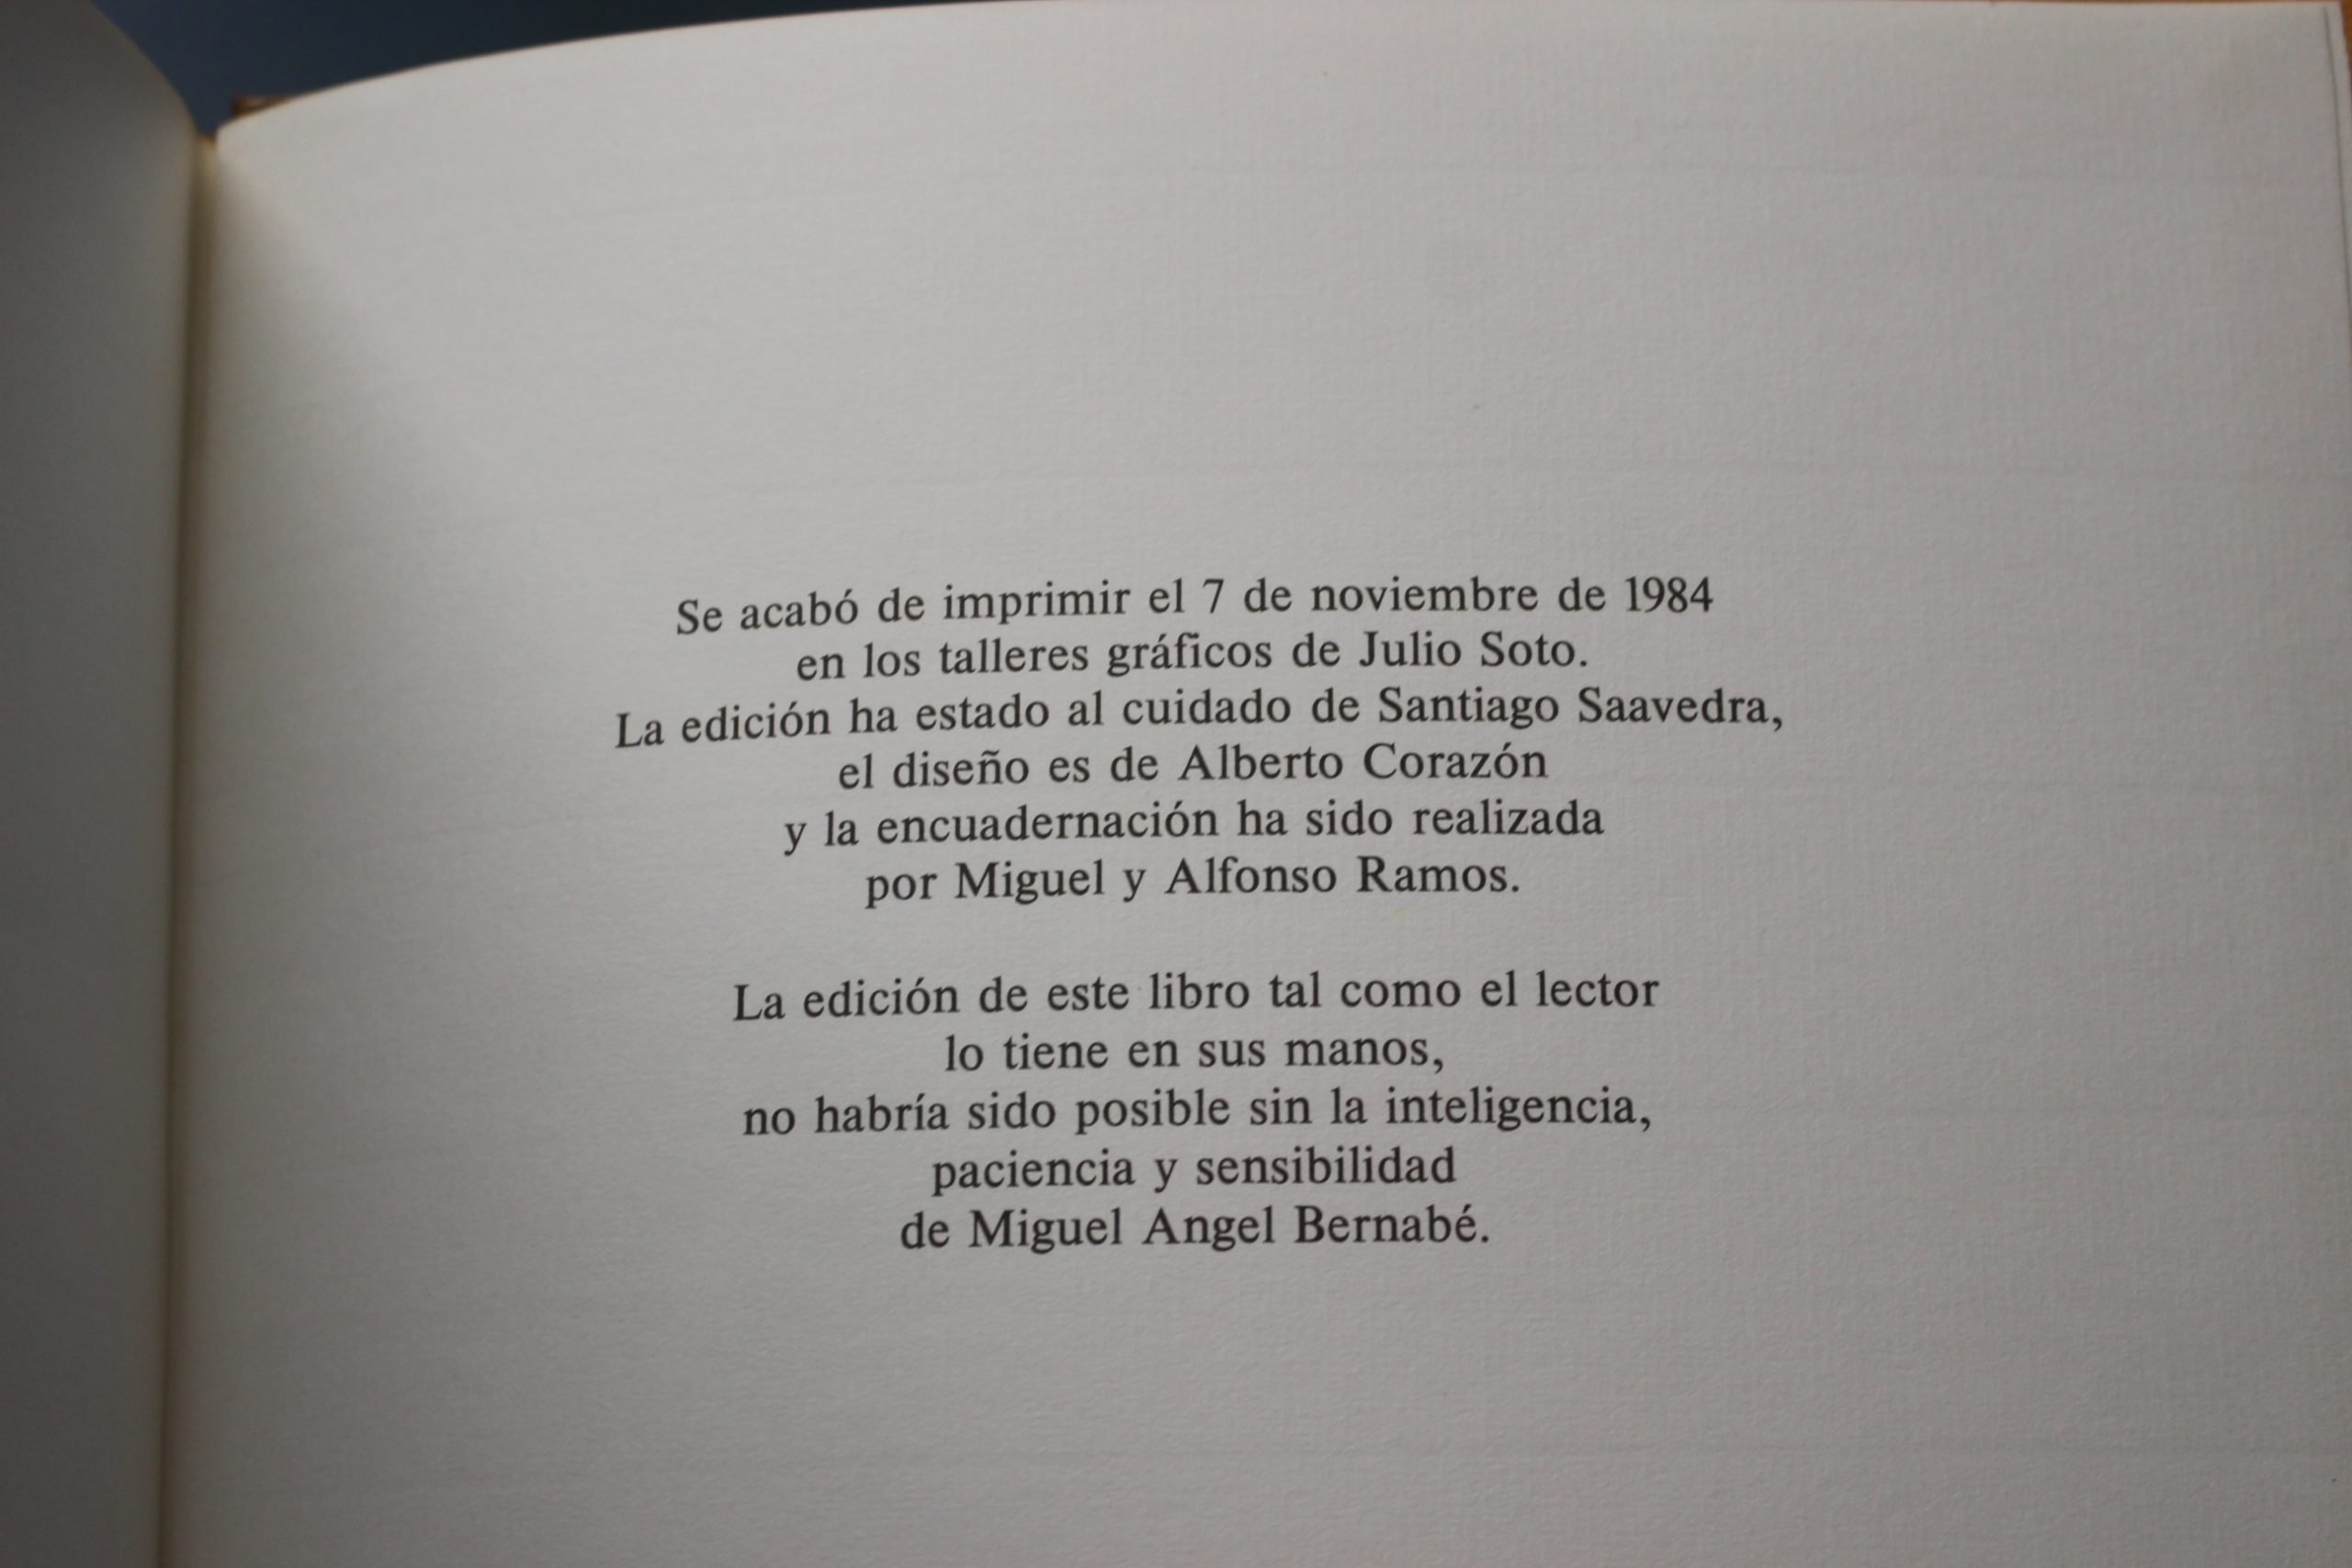 Se acabó de imprimir el 7 de noviembre de 1984
en los talleres gráficos de Julio Soto.
La edición ha estado al cuidado de Santiago Saavedra,
el diseño es de Alberto Corazón
y la encuadernación ha sido realizada
por Miguel y Alfonso Ramos.
La edición de este libro tal como el lector
lo tiene en sus manos,
no habría sido posible sin la inteligencia,
paciencia y sensibilidad
de Miguel Angel Bernabé.